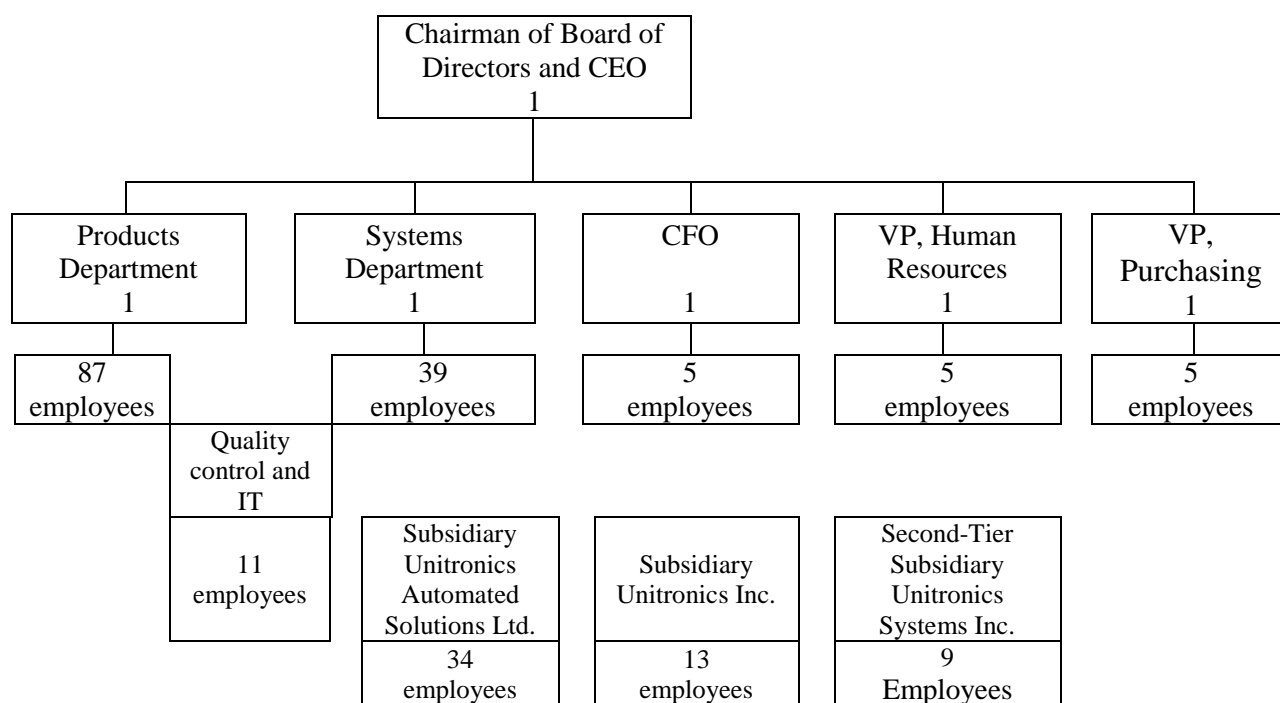 Chairman of Board of
Directors and CEO
1
Products
Department
1
Systems
Department
1
CFO
1
VP, Human
Resources
1
VP,
Purchasing
1
87
employees
39
employees
5
employees
5
employees
5
employees
Quality
control and
IT
11
employees
Subsidiary
Unitronics
Automated
Solutions Ltd.
34
employees
Subsidiary
Unitronics Inc.
13
employees
Second-Tier
Subsidiary
Unitronics
Systems Inc.
9
Employees